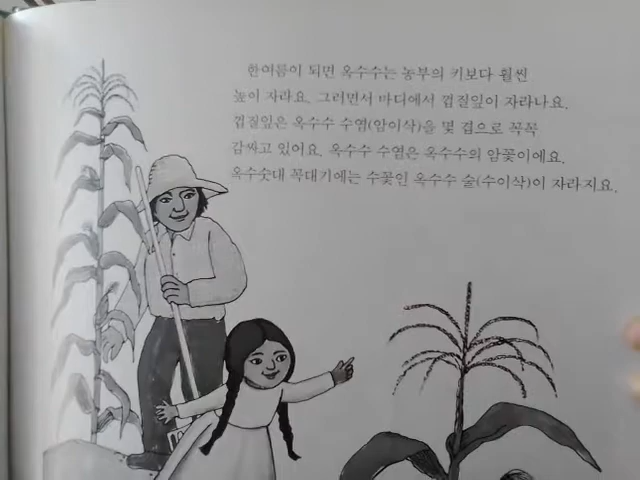 한여름이 되면 옥수수는 농부의 키보다 훨씬
높이 자라요. 그러면서 마디에서 겹질잎이 자라나요.
겹질잎은 옥수수 수염(암이삭)을 몇 겹으로 꼭꼭
감싸고 있어요. 옥수수 수염은 옥수수의 암꽃이에요.
옥수숫대 꼭대기에는 수꽃인 옥수수 술(수이삭)이 자라지요.